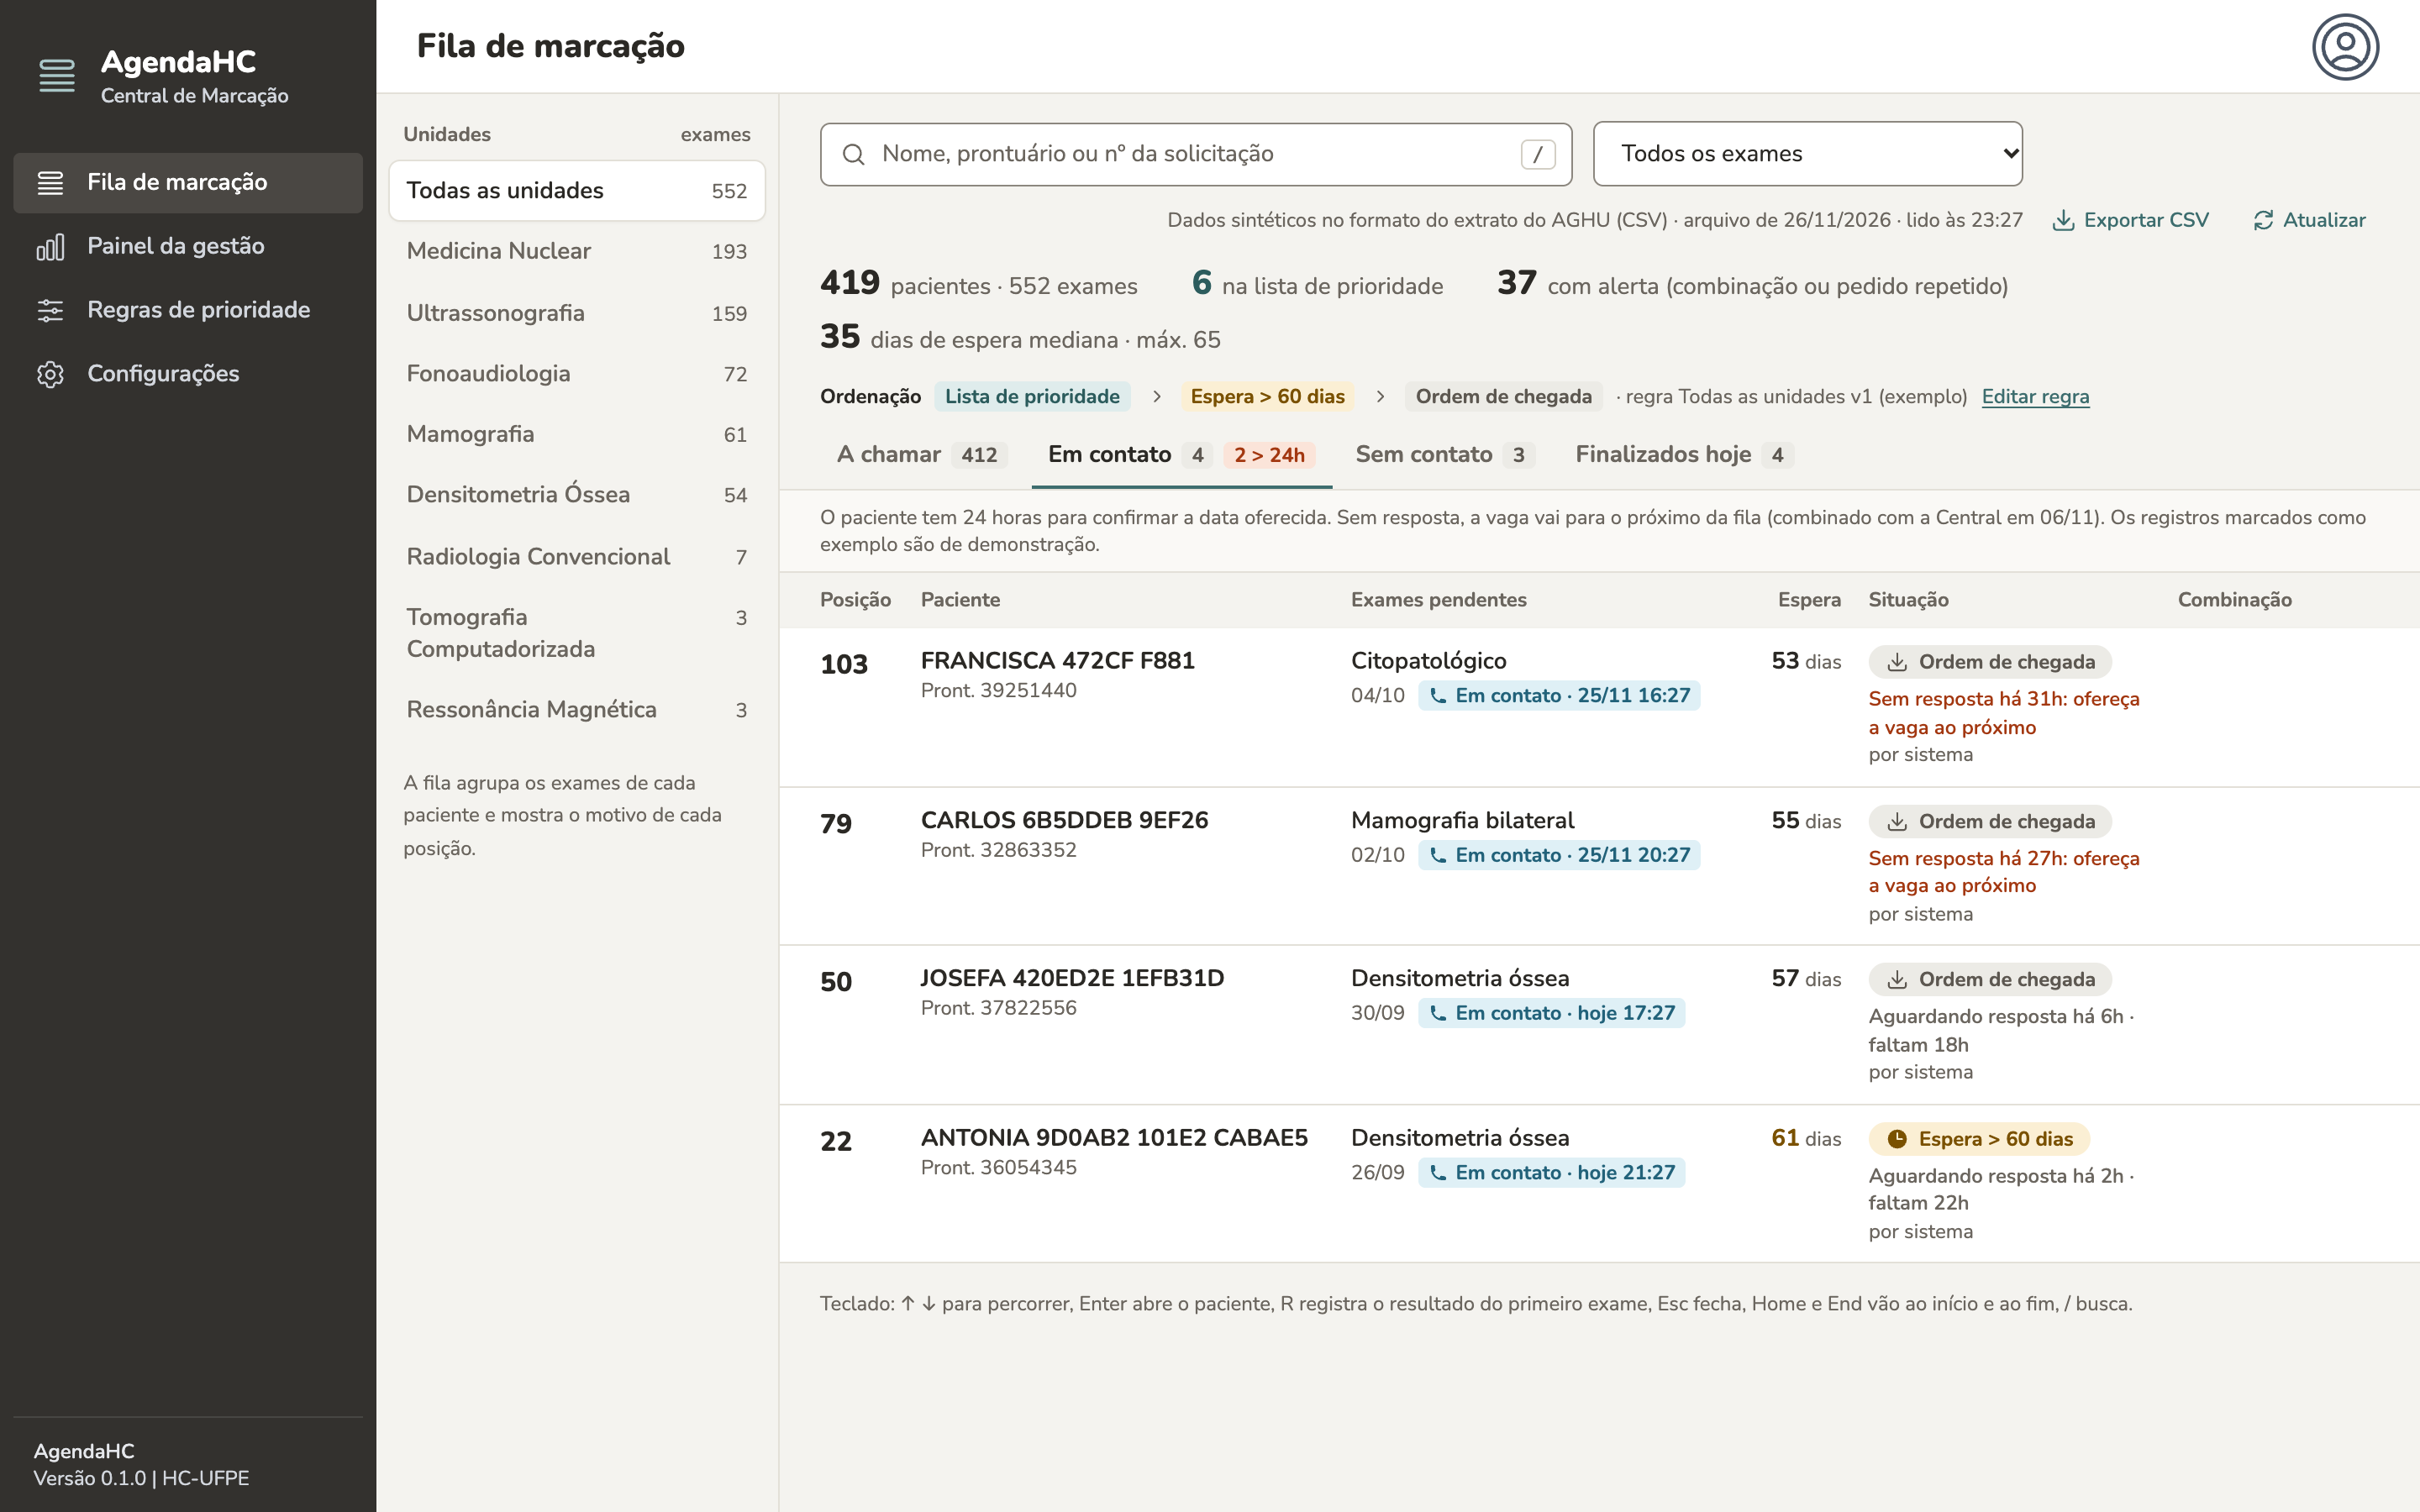 AgendaHC
Central de Marcação
Fila de marcação
Painel da gestão
Regras de prioridade
Configurações
AgendaHC
Versão 0.1.0 | HC-UFPE
Fila de marcação
Unidades exames
Todas as unidades 552
Medicina Nuclear 193
Ultrassonografia 159
Fonoaudiologia 72
Mamografia 61
Densitometria Óssea 54
Radiologia Convencional 7
Tomografia 3
Computadorizada
Ressonância Magnética 3
A fila agrupa os exames de cada
paciente e mostra o motivo de cada
posição.
Nome, prontuário ou nº da solicitação /
Todos os exames
Dados sintéticos no formato do extrato do AGHU (CSV) · arquivo de 26/11/2026 · lido às 23:27 Exportar CSV Atualizar
419 pacientes · 552 exames 6 na lista de prioridade 37 com alerta (combinação ou pedido repetido)
35 dias de espera mediana · máx. 65
Ordenação Lista de prioridade > Espera > 60 dias > Ordem de chegada · regra Todas as unidades v1 (exemplo) Editar regra
A chamar 412 Em contato 4 2 > 24h Sem contato 3 Finalizados hoje 4
O paciente tem 24 horas para confirmar a data oferecida. Sem resposta, a vaga vai para o próximo da fila (combinado com a Central em 06/11). Os registros marcados como
exemplo são de demonstração.
Posição Paciente Exames pendentes Espera Situação Combinação
103 FRANCISCA 472CF F881 Citopatológico 53 dias Ordem de chegada
Pront. 39251440 04/10 Em contato · 25/11 16:27 Sem resposta há 31h: ofereça
a vaga ao próximo
por sistema
79 CARLOS 6B5DDEB 9EF26 Mamografia bilateral 55 dias Ordem de chegada
Pront. 32863352 02/10 Em contato · 25/11 20:27 Sem resposta há 27h: ofereça
a vaga ao próximo
por sistema
50 JOSEFA 420ED2E 1EFB31D Densitometria óssea 57 dias Ordem de chegada
Pront. 37822556 30/09 Em contato · hoje 17:27 Aguardando resposta há 6h ·
faltam 18h
por sistema
22 ANTONIA 9D0AB2 101E2 CABAE5 Densitometria óssea 61 dias Espera > 60 dias
Pront. 36054345 26/09 Em contato · hoje 21:27 Aguardando resposta há 2h ·
faltam 22h
por sistema
Teclado: ↑ ↓ para percorrer, Enter abre o paciente, R registra o resultado do primeiro exame, Esc fecha, Home e End vão ao início e ao fim, / busca.